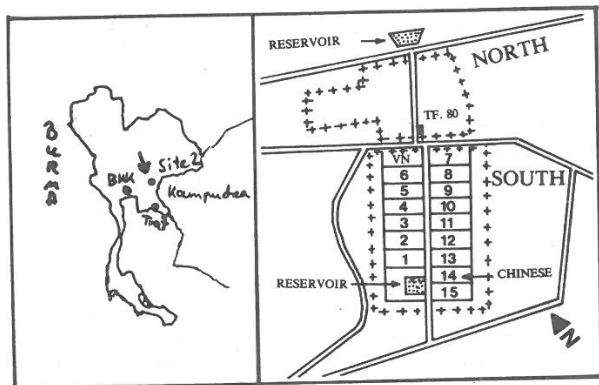 BURMA
Site 2
BKK
Kampuchea
RESERVOIR
NORTH
TF. 80
SOUTH
VN 7
6 8
5 9
4 10
3 11
2 12
1 13
14 CHINESE
RESERVOIR
15
N